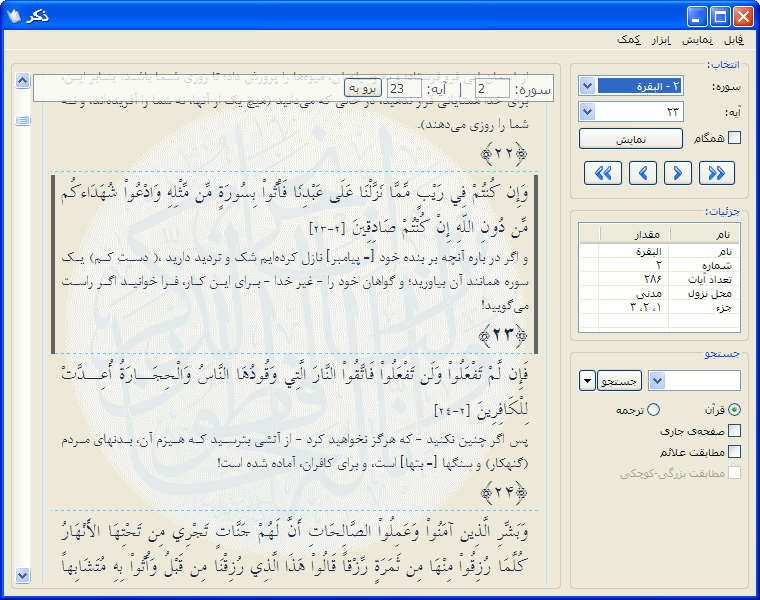 ذکر
فایل نمایش ابزار کمک
انتخاب:
سوره: ۲ - البقرة
آیه: ۲۳
همگام نمایش
جزئیات:
نام مقدار
نام البقرة
شماره ۲
تعداد آیات ۲۸۶
محل نزول مدنی
جزء ۱، ۲، ۳
جستجو
جستجو
قرآن ترجمه
صفحه‌ی جاری
مطابقت علائم
مطابقت بزرگی-کوچکی
سوره: 2 | آیه: 23 برو به
برای خدا همتایانی قرار ندهید، در حالی که می‌دانید (هیچ یک از آنها، نه شما را آفریده‌اند، و نه
شما را روزی می‌دهند).
﴿۲۲﴾
وَإِن كُنتُمْ فِي رَيْبٍ مِّمَّا نَزَّلْنَا عَلَى عَبْدِنَا فَأْتُواْ بِسُورَةٍ مِّن مِّثْلِهِ وَادْعُواْ شُهَدَاءكُم
مِّن دُونِ اللّهِ إِنْ كُنْتُمْ صَادِقِينَ [۲-۲۳]
و اگر در باره آنچه بر بنده خود [= پیامبر] نازل کرده‌ایم شک و تردید دارید ،( دست کم) یک
سوره همانند آن بیاورید؛ و گواهان خود را - غیر خدا - برای این کار، فرا خوانید اگر راست
می‌گویید!
﴿۲۳﴾
فَإِن لَّمْ تَفْعَلُواْ وَلَن تَفْعَلُواْ فَاتَّقُواْ النَّارَ الَّتِي وَقُودُهَا النَّاسُ وَالْحِجَارَةُ أُعِدَّتْ
لِلْكَافِرِينَ [۲-۲۴]
پس اگر چنین نکنید - که هرگز نخواهید کرد - از آتشی بترسید که هیزم آن، بدنهای مردم
(گنهکار) و سنگها [= بتها] است، و برای کافران، آماده شده است!
﴿۲۴﴾
وَبَشِّرِ الَّذِين آمَنُواْ وَعَمِلُواْ الصَّالِحَاتِ أَنَّ لَهُمْ جَنَّاتٍ تَجْرِي مِن تَحْتِهَا الأَنْهَارُ
كُلَّمَا رُزِقُواْ مِنْهَا مِن ثَمَرَةٍ رِّزْقاً قَالُواْ هَذَا الَّذِي رُزِقْنَا مِن قَبْلُ وَأُتُواْ بِهِ مُتَشَابِهاً